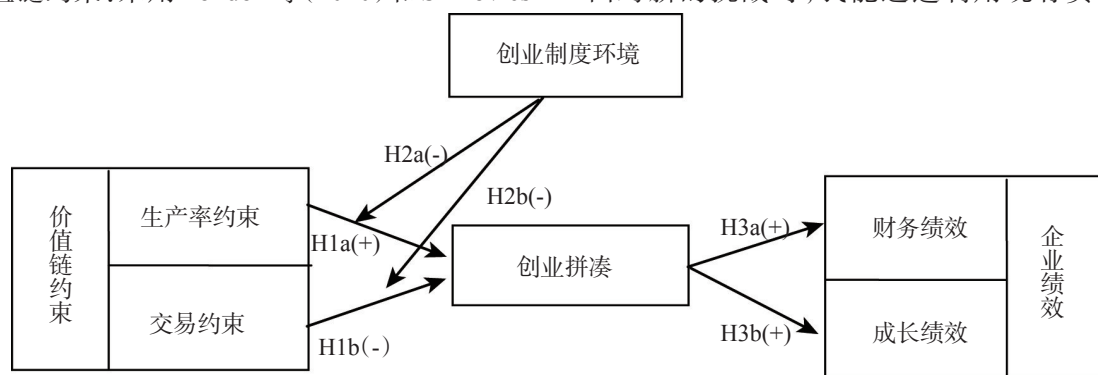 创业制度环境
H2a(-)
H2b(-)
价值链约束
生产率约束
H1a(+)
交易约束
H1b(-)
创业拼凑
H3a(+)
H3b(+)
财务绩效
成长绩效
企业绩效